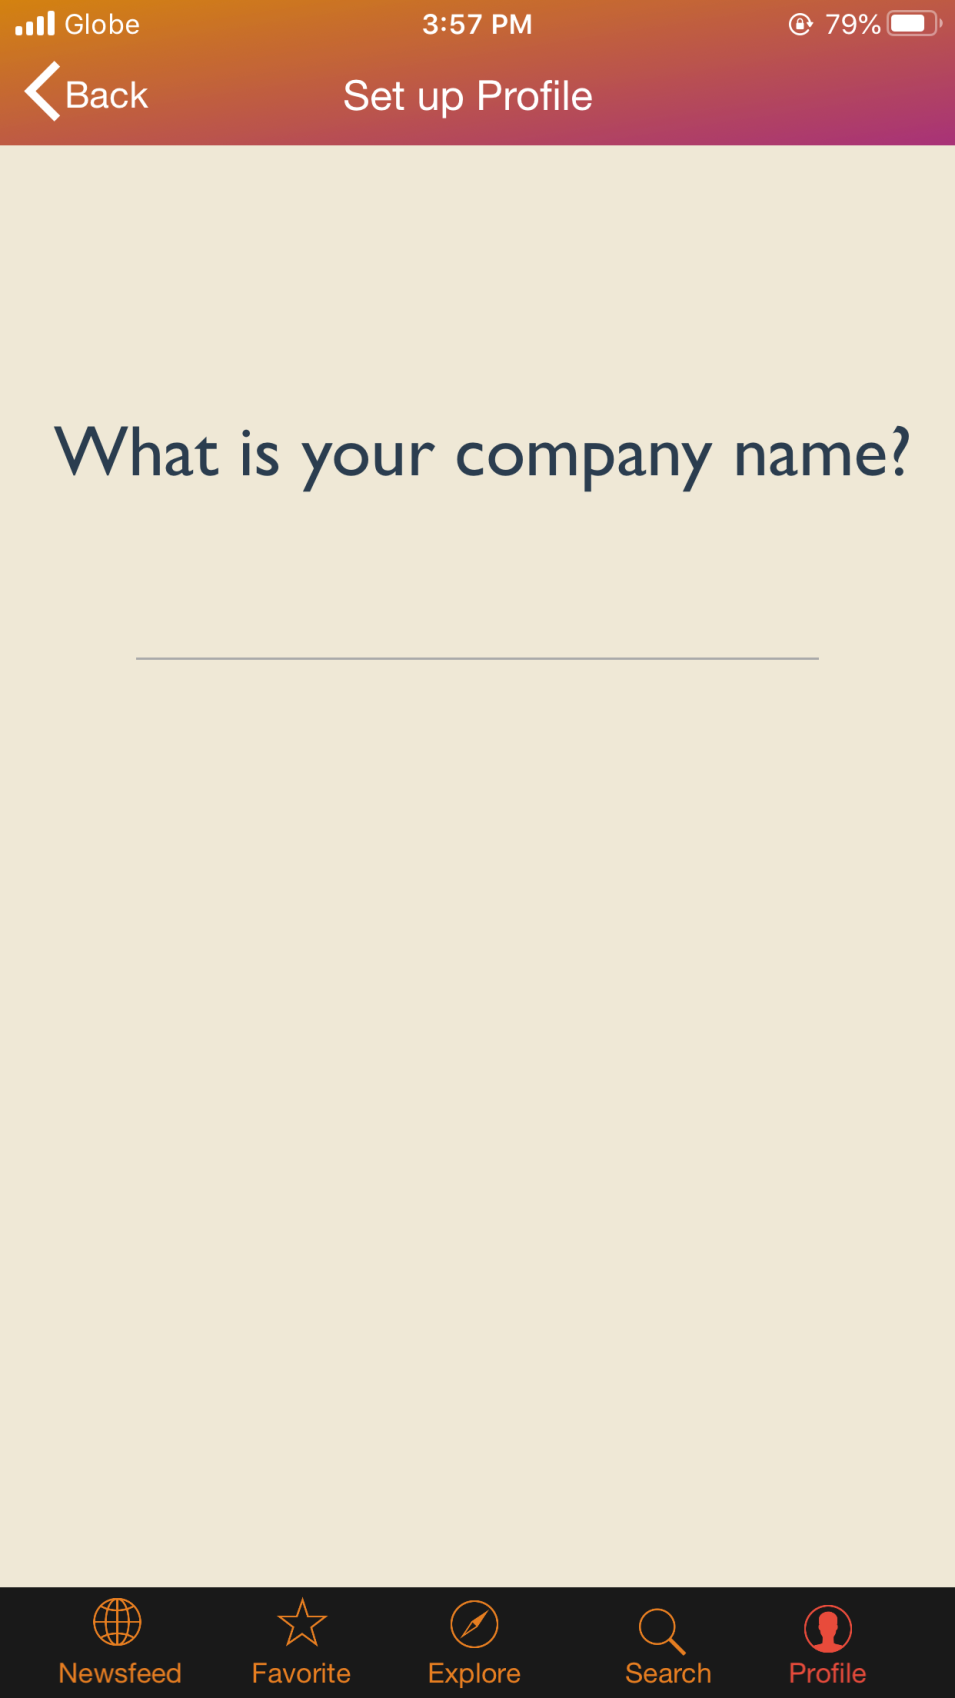 Globe 3:57 PM 79%
Back Set up Profile
What is your company name?
Newsfeed Favorite Explore Search Profile